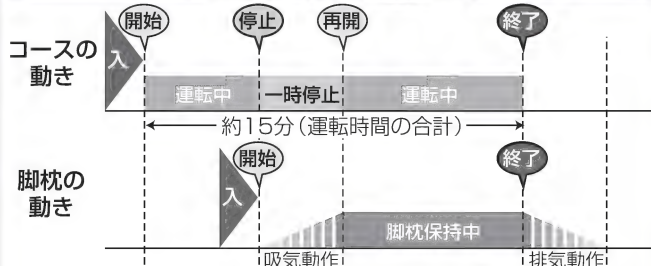 開始 停止 再開 終了
コースの
動き
入
運転中 一時停止 運転中
約15分(運転時間の合計)
開始 終了
脚枕の
動き
入
脚枕保持中
吸気動作 排気動作